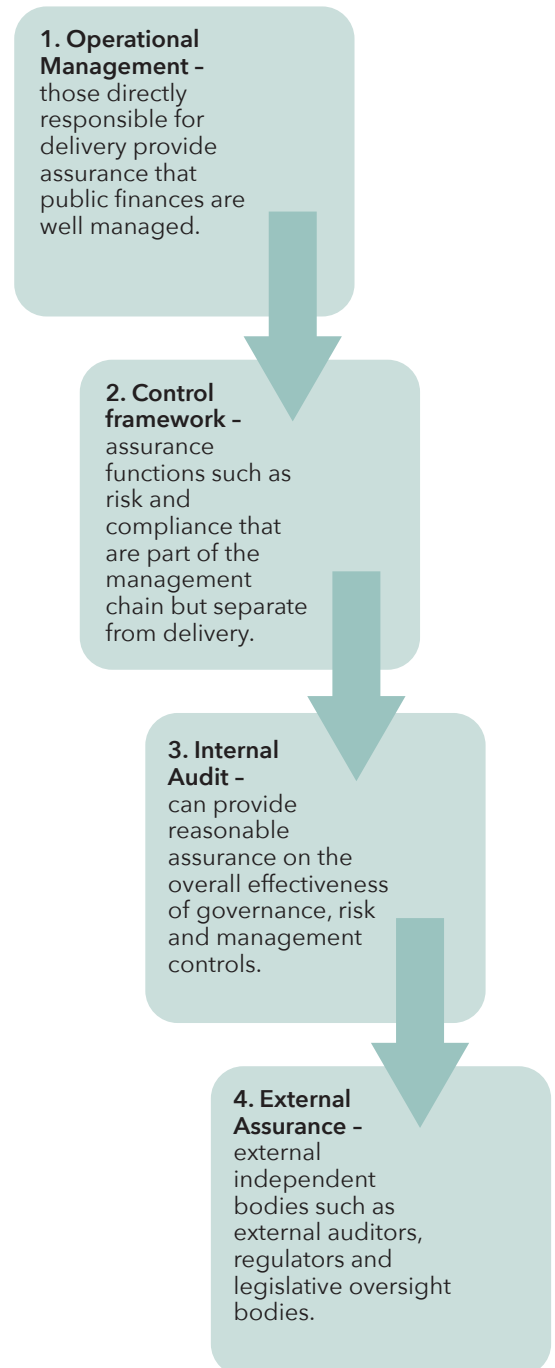 1. Operational
Management –
those directly
responsible for
delivery provide
assurance that
public finances are
well managed.
2. Control
framework –
assurance
functions such as
risk and
compliance that
are part of the
management
chain but separate
from delivery.
3. Internal
Audit –
can provide
reasonable
assurance on the
overall effectiveness
of governance, risk
and management
controls.
4. External
Assurance –
external
independent
bodies such as
external auditors,
regulators and
legislative oversight
bodies.